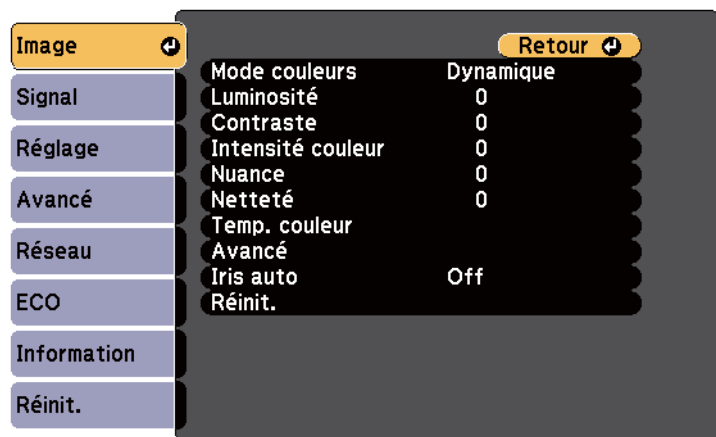 Image
Signal
Réglage
Avancé
Réseau
ECO
Information
Réinit.
Retour
Mode couleurs Dynamique
Luminosité 0
Contraste 0
Intensité couleur 0
Nuance 0
Netteté 0
Temp. couleur
Avancé
Iris auto Off
Réinit.